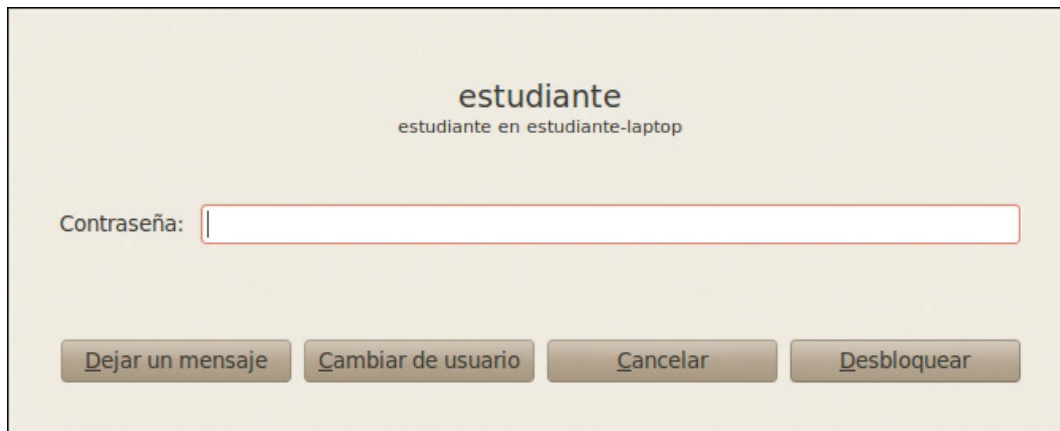 estudiante
estudiante en estudiante-laptop
Contraseña:
Dejar un mensaje
Cambiar de usuario
Cancelar
Desbloquear